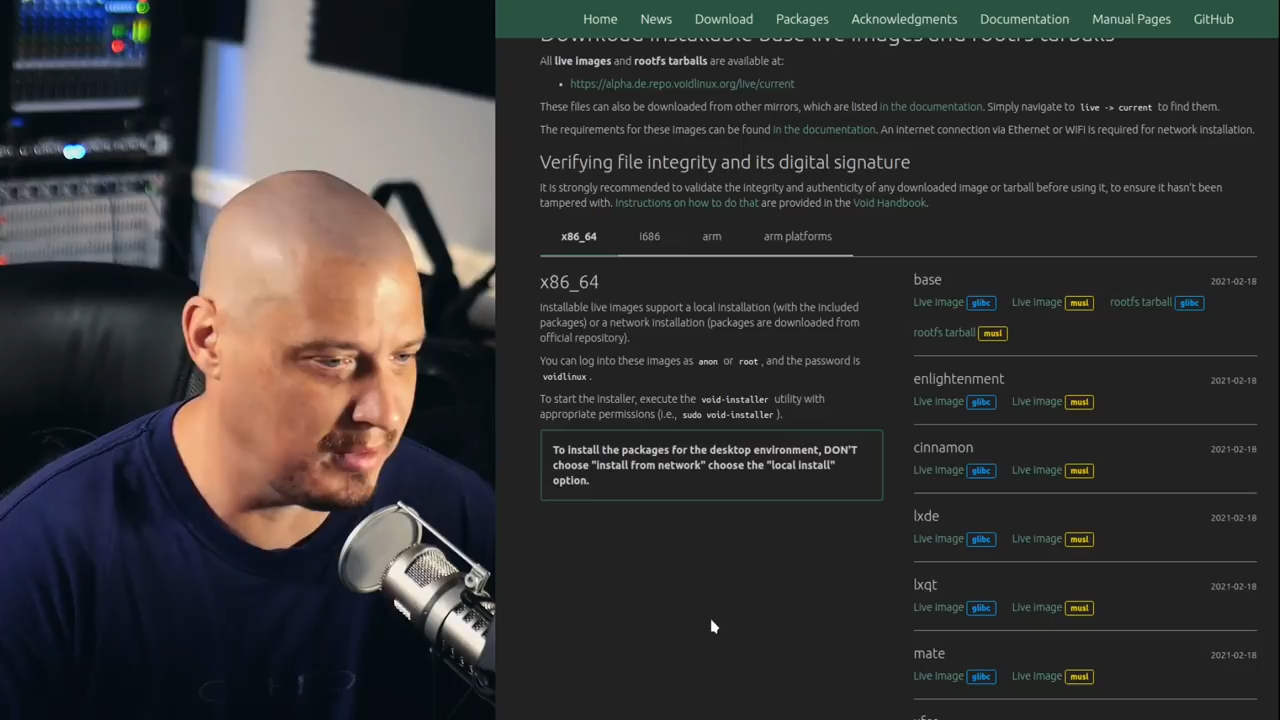 Home News Download Packages Acknowledgments Documentation Manual Pages GitHub
Download installable base live images and rootfs tarballs
All live images and rootfs tarballs are available at:
https://alpha.de.repo.voidlinux.org/live/current
These files can also be downloaded from other mirrors, which are listed in the documentation. Simply navigate to live -> current to find them.
The requirements for these images can be found in the documentation. An internet connection via Ethernet or WiFi is required for network installation.
Verifying file integrity and its digital signature
It is strongly recommended to validate the integrity and authenticity of any downloaded image or tarball before using it, to ensure it hasn't been
tampered with. Instructions on how to do that are provided in the Void Handbook.
x86_64 i686 arm arm platforms
x86_64
Installable live images support a local installation (with the included
packages) or a network installation (packages are downloaded from
official repository).
You can log into these images as anon or root, and the password is
voidlinux.
To start the installer, execute the void-installer utility with
appropriate permissions (i.e., sudo void-installer).
To install the packages for the desktop environment, DON'T
choose "install from network" choose the "local install"
option.
base 2021-02-18
Live image glibc Live image musl rootfs tarball glibc
rootfs tarball musl
enlightenment 2021-02-18
Live image glibc Live image musl
cinnamon 2021-02-18
Live image glibc Live image musl
lxde 2021-02-18
Live image glibc Live image musl
lxqt 2021-02-18
Live image glibc Live image musl
mate 2021-02-18
Live image glibc Live image musl